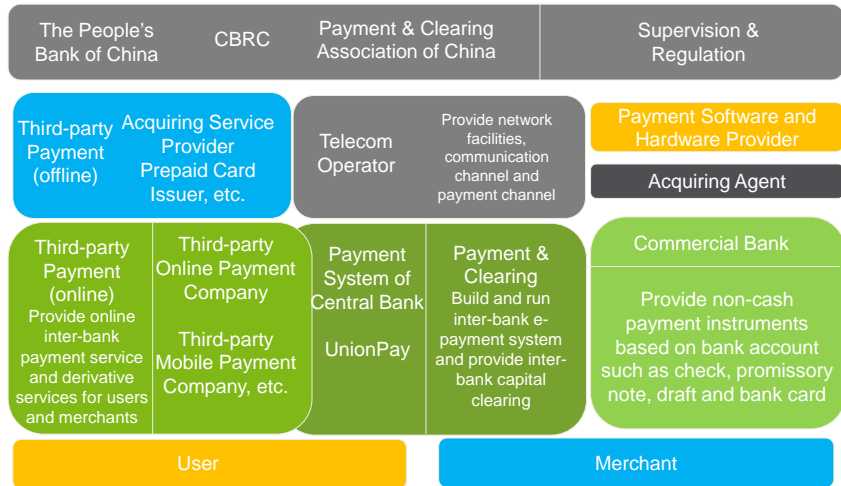 The People's
Bank of China
CBRC
Payment & Clearing
Association of China
Supervision &
Regulation
Third-party
Payment
(offline)
Acquiring Service
Provider
Prepaid Card
Issuer, etc.
Telecom
Operator
Provide network
facilities,
communication
channel and
payment channel
Payment Software and
Hardware Provider
Acquiring Agent
Third-party
Payment
(online)
Provide online
inter-bank
payment service
and derivative
services for users
and merchants
Third-party
Online Payment
Company
Third-party
Mobile Payment
Company, etc.
Payment
System of
Central Bank
UnionPay
Payment &
Clearing
Build and run
inter-bank e-
payment system
and provide inter-
bank capital
clearing
Commercial Bank
Provide non-cash
payment instruments
based on bank account
such as check, promissory
note, draft and bank card
User
Merchant